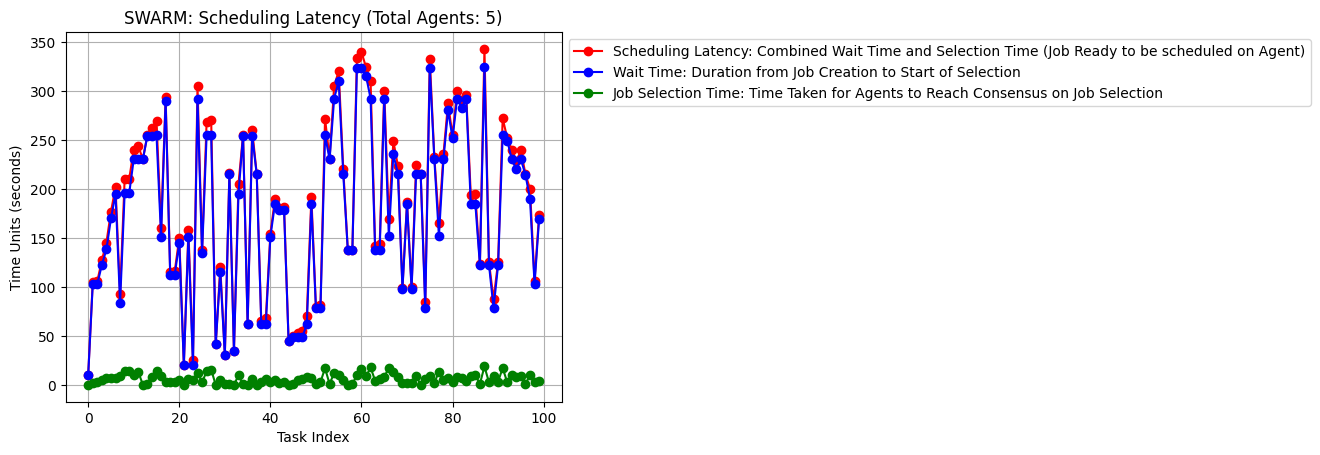 SWARM: Scheduling Latency (Total Agents: 5)
Scheduling Latency: Combined Wait Time and Selection Time (Job Ready to be scheduled on Agent)
Wait Time: Duration from Job Creation to Start of Selection
Job Selection Time: Time Taken for Agents to Reach Consensus on Job Selection
Time Units (seconds)
350
300
250
200
150
100
50
0
0 20 40 60 80 100
Task Index